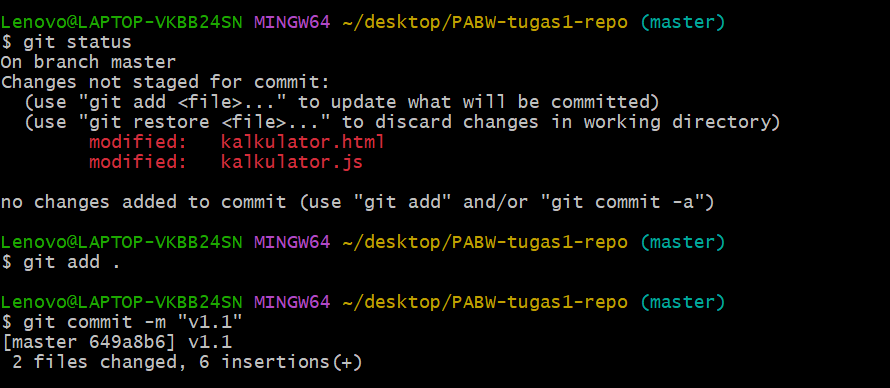 Lenovo@LAPTOP-VKBB24SN MINGW64 ~/desktop/PABW-tugas1-repo (master)
$ git status
On branch master
Changes not staged for commit:
  (use "git add <file>..." to update what will be committed)
  (use "git restore <file>..." to discard changes in working directory)
        modified:   kalkulator.html
        modified:   kalkulator.js
no changes added to commit (use "git add" and/or "git commit -a")
Lenovo@LAPTOP-VKBB24SN MINGW64 ~/desktop/PABW-tugas1-repo (master)
$ git add .
Lenovo@LAPTOP-VKBB24SN MINGW64 ~/desktop/PABW-tugas1-repo (master)
$ git commit -m "v1.1"
[master 649a8b6] v1.1
 2 files changed, 6 insertions(+)